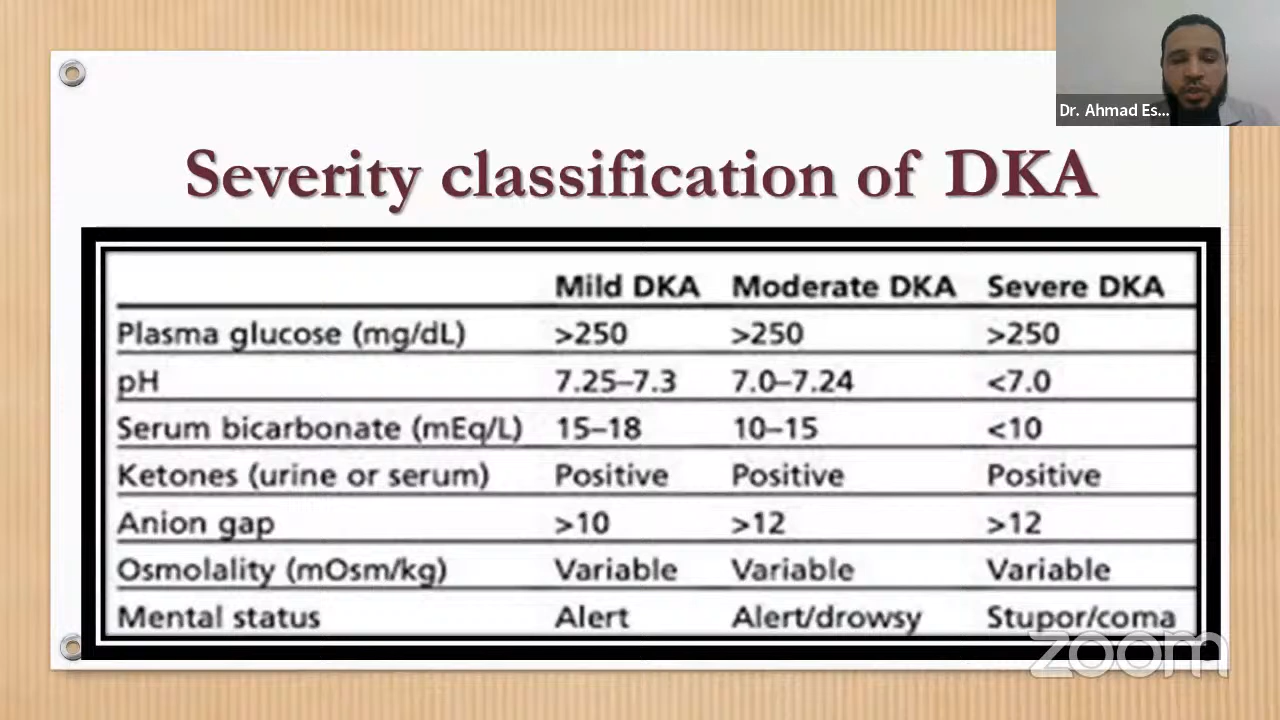 Dr. Ahmad Es...
Severity classification of DKA
Mild DKA Moderate DKA Severe DKA
Plasma glucose (mg/dL) >250 >250 >250
pH 7.25–7.3 7.0–7.24 <7.0
Serum bicarbonate (mEq/L) 15–18 10–15 <10
Ketones (urine or serum) Positive Positive Positive
Anion gap >10 >12 >12
Osmolality (mOsm/kg) Variable Variable Variable
Mental status Alert Alert/drowsy Stupor/coma
zoom